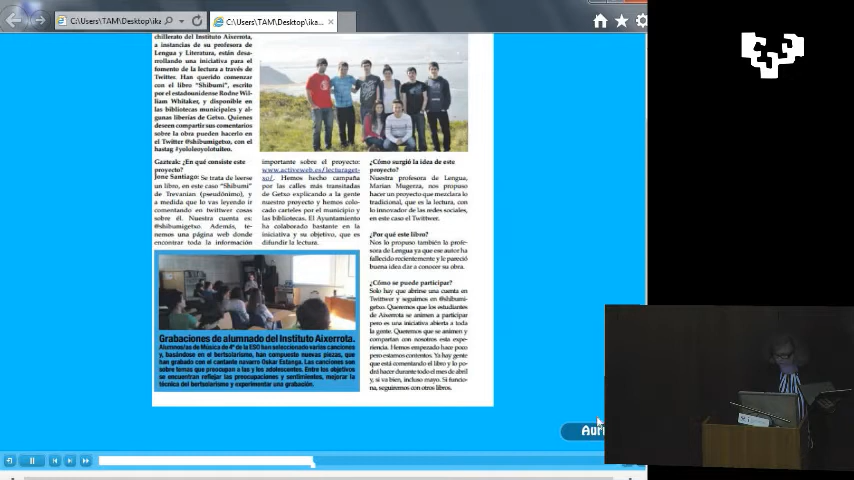 C:\Users\TAM\Desktop\ika
C:\Users\TAM\Desktop\ika...
chillerato del Instituto Aixerrota,
a instancias de su profesora de
Lengua y Literatura, están desa-
rrollando una iniciativa para el
fomento de la lectura a través de
Twitter. Han querido comenzar
con el libro "Shibumi", escrito
por el estadounidense Rodne Wil-
liam Whitaker, y disponible en
las bibliotecas municipales y al-
gunas liberías de Getxo. Quienes
deseen compartir sus comentarios
sobre la obra pueden hacerlo en
el Twitter @shibumigetxo, con el
hastag #yololeoyolotuiteo.
Gazteak: ¿En qué consiste este
proyecto?
Jone Santiago: Se trata de leerse
un libro, en este caso "Shibumi"
de Trevanian (pseudónimo), y
a medida que lo vas leyendo ir
comentando en twittwer cosas
sobre él. Nuestra cuenta es:
@shibumigetxo. Además, te-
nemos una página web donde
encontrar toda la información
importante sobre el proyecto:
www.activeweb.es/lecturaget-
xo/. Hemos hecho campaña
por las calles más transitadas
de Getxo explicando a la gente
nuestro proyecto y hemos colo-
cado carteles por el municipio y
las bibliotecas. El Ayuntamiento
ha colaborado bastante en la
iniciativa y su objetivo, que es
difundir la lectura.
¿Cómo surgió la idea de este
proyecto?
Nuestra profesora de Lengua,
Marian Mugerza, nos propuso
hacer un proyecto que mezclara lo
tradicional, que es la lectura, con
lo innovador de las redes sociales,
en este caso el Twittwer.
¿Por qué este libro?
Nos lo propuso también la profe-
sora de Lengua ya que ese autor ha
fallecido recientemente y le pareció
buena idea dar a conocer su obra.
¿Cómo se puede participar?
Solo hay que abrirse una cuenta en
Twittwer y seguirnos en @shibumi-
getxo. Queremos que los estudiantes
de Aixerrota se animen a participar
pero es una iniciativa abierta a toda
la gente. Queremos que se animen y
compartan con nosotros esta expe-
riencia. Hemos empezado hace poco
pero estamos contentos. Ya hay gente
que está comentando el libro y lo po-
drá hacer durante todo el mes de abril
y, si va bien, incluso mayo. Si funcio-
na, seguiremos con otros libros.
Grabaciones de alumnado del Instituto Aixerrota.
Alumnos/as de Música de 4º de la ESO han seleccionado varias canciones
y, basándose en el bertsolarismo, han compuesto nuevas piezas, que
han grabado con el cantante navarro Oskar Estanga. Las canciones son
sobre temas que preocupan a las y los adolescentes. Entre los objetivos
se encuentran reflejar las preocupaciones y sentimientos, mejorar la
técnica del bertsolarismo y experimentar una grabación.